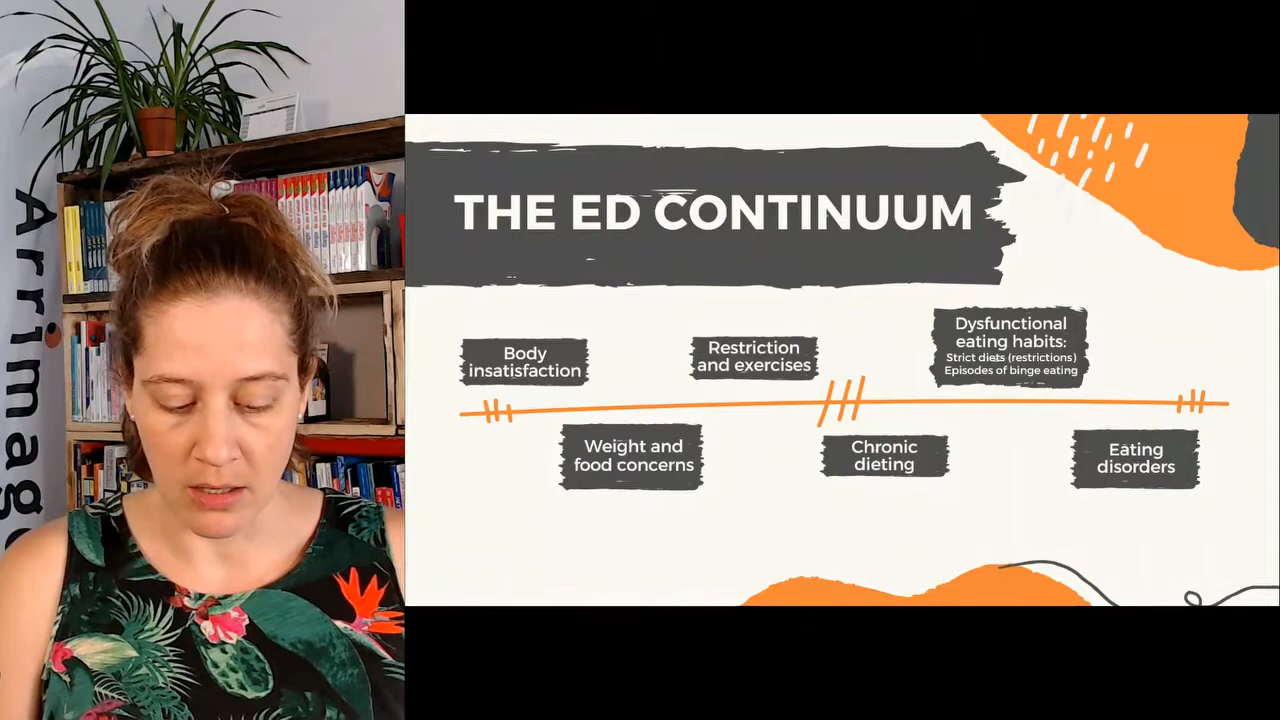 Arrimage
THE ED CONTINUUM
Body
insatisfaction
Weight and
food concerns
Restriction
and exercises
Chronic
dieting
Dysfunctional
eating habits:
Strict diets (restrictions)
Episodes of binge eating
Eating
disorders